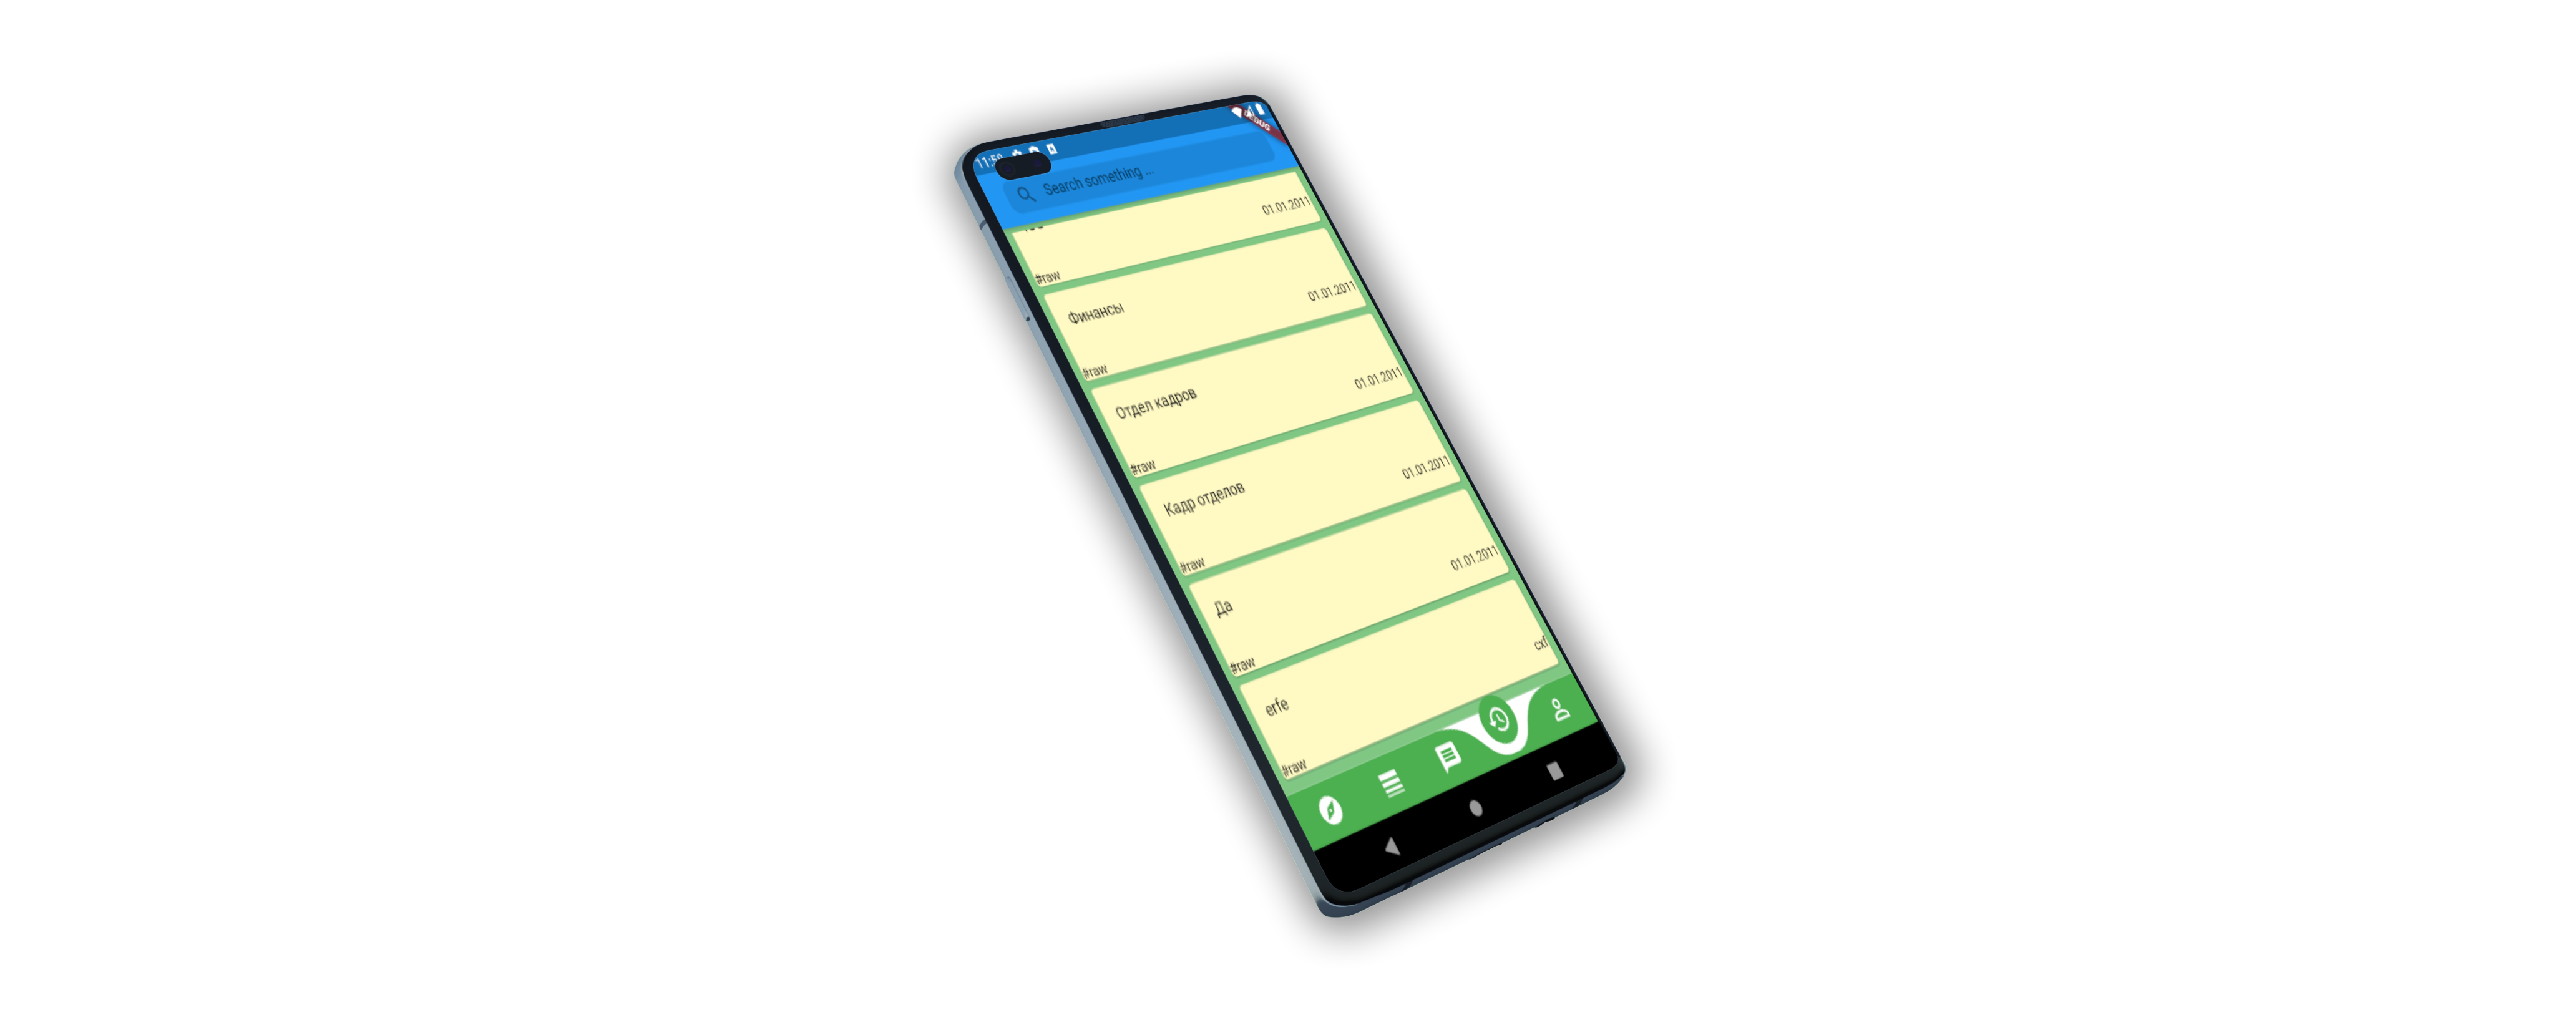 Search something ...
01.01.2011
#raw
Финансы
01.01.2011
#raw
Отдел кадров
01.01.2011
#raw
Кадр отделов
01.01.2011
#raw
Да
01.01.2011
#raw
erfe
cxf
#raw